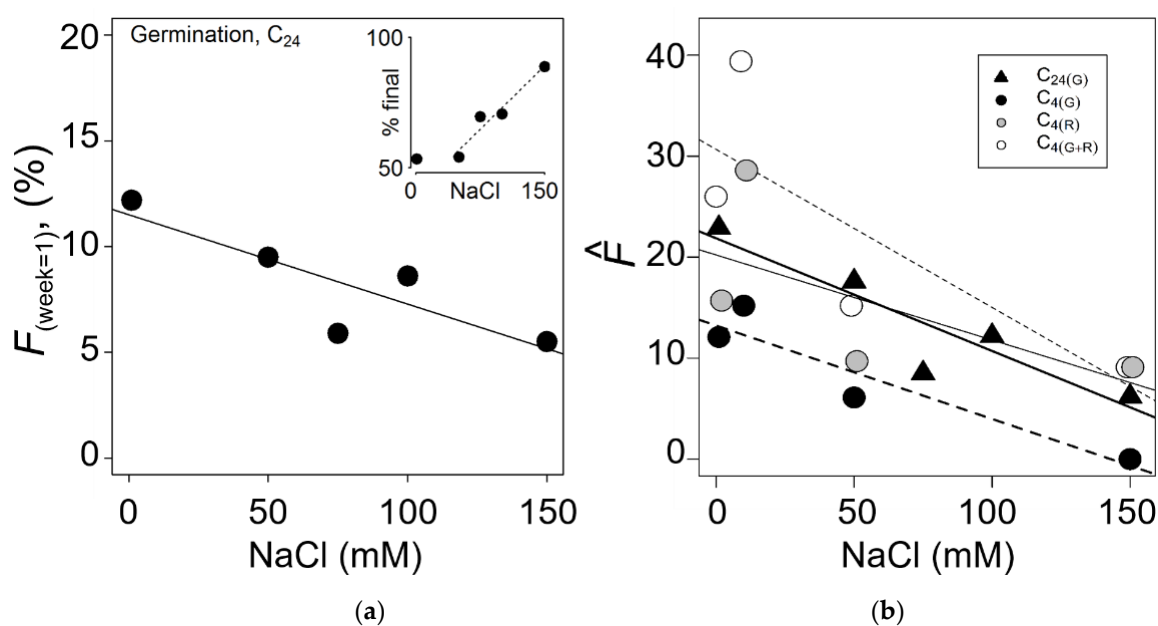 Germination, C24
F(week=1), (%)
20
15
10
5
0
0
50
100
150
NaCl (mM)
% final
100
50
0
NaCl
150
(a)
F̂
40
30
20
10
0
0
50
100
150
NaCl (mM)
C24(G)
C4(G)
C4(R)
C4(G+R)
(b)